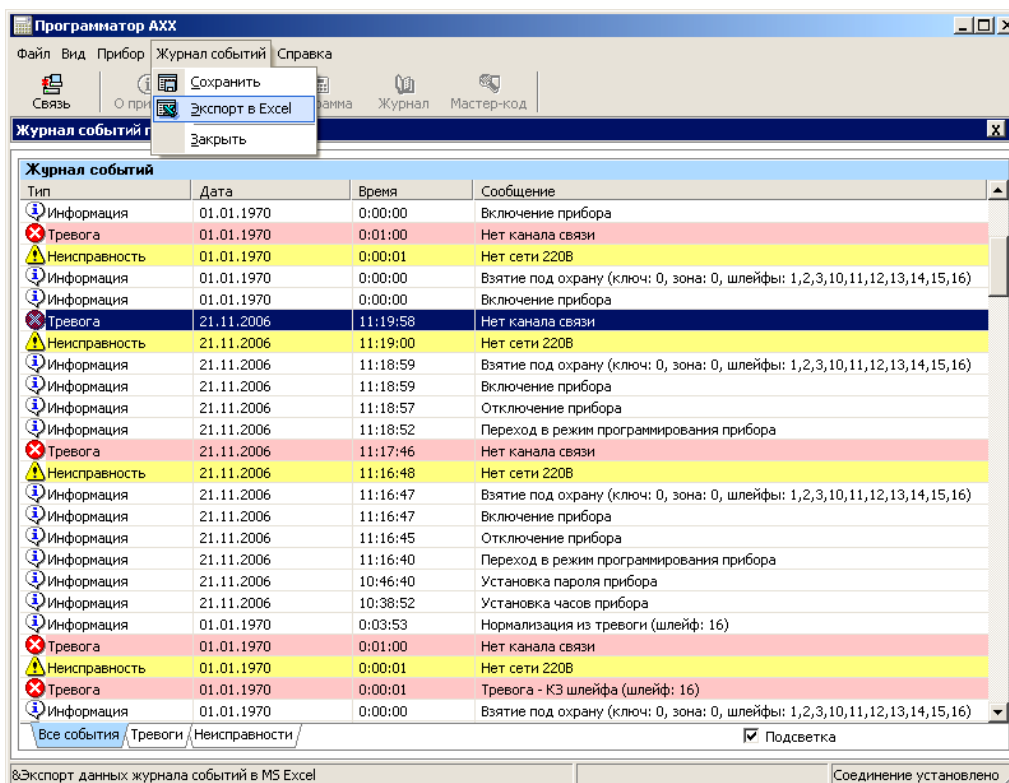 Программатор АХХ
Файл Вид Прибор Журнал событий Справка
Связь О при амма Журнал Мастер-код
Сохранить
Экспорт в Excel
Закрыть
Журнал событий п
Журнал событий
Тип Дата Время Сообщение
Информация 01.01.1970 0:00:00 Включение прибора
Тревога 01.01.1970 0:01:00 Нет канала связи
Неисправность 01.01.1970 0:00:01 Нет сети 220В
Информация 01.01.1970 0:00:00 Взятие под охрану (ключ: 0, зона: 0, шлейфы: 1,2,3,10,11,12,13,14,15,16)
Информация 01.01.1970 0:00:00 Включение прибора
Тревога 21.11.2006 11:19:58 Нет канала связи
Неисправность 21.11.2006 11:19:00 Нет сети 220В
Информация 21.11.2006 11:18:59 Взятие под охрану (ключ: 0, зона: 0, шлейфы: 1,2,3,10,11,12,13,14,15,16)
Информация 21.11.2006 11:18:59 Включение прибора
Информация 21.11.2006 11:18:57 Отключение прибора
Информация 21.11.2006 11:18:52 Переход в режим программирования прибора
Тревога 21.11.2006 11:17:46 Нет канала связи
Неисправность 21.11.2006 11:16:48 Нет сети 220В
Информация 21.11.2006 11:16:47 Взятие под охрану (ключ: 0, зона: 0, шлейфы: 1,2,3,10,11,12,13,14,15,16)
Информация 21.11.2006 11:16:47 Включение прибора
Информация 21.11.2006 11:16:45 Отключение прибора
Информация 21.11.2006 11:16:40 Переход в режим программирования прибора
Информация 21.11.2006 10:46:40 Установка пароля прибора
Информация 21.11.2006 10:38:52 Установка часов прибора
Информация 01.01.1970 0:03:53 Нормализация из тревоги (шлейф: 16)
Тревога 01.01.1970 0:01:00 Нет канала связи
Неисправность 01.01.1970 0:00:01 Нет сети 220В
Тревога 01.01.1970 0:00:01 Тревога - КЗ шлейфа (шлейф: 16)
Информация 01.01.1970 0:00:00 Взятие под охрану (ключ: 0, зона: 0, шлейфы: 1,2,3,10,11,12,13,14,15,16)
Все события Тревоги Неисправности Подсветка
&Экспорт данных журнала событий в MS Excel Соединение установлено